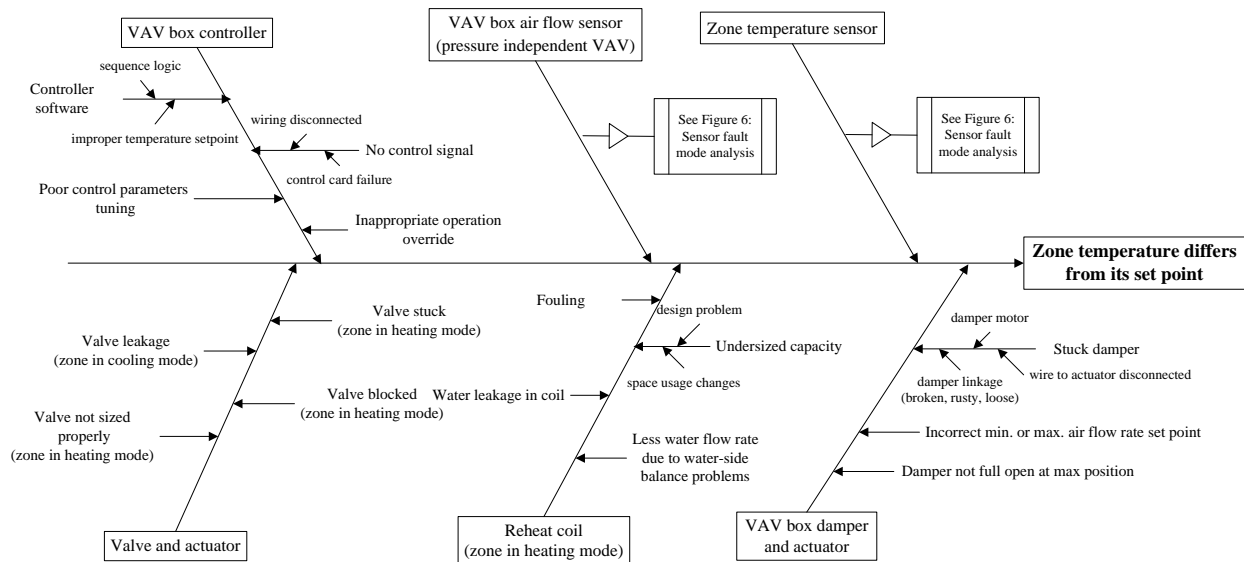 VAV box controller
VAV box air flow sensor
(pressure independent VAV)
Zone temperature sensor
sequence logic
Controller
software
improper temperature setpoint
wiring disconnected
No control signal
control card failure
Poor control parameters
tuning
Inappropriate operation
override
See Figure 6:
Sensor fault
mode analysis
See Figure 6:
Sensor fault
mode analysis
Zone temperature differs
from its set point
Valve stuck
(zone in heating mode)
Valve leakage
(zone in cooling mode)
Valve blocked
(zone in heating mode)
Valve not sized
properly
(zone in heating mode)
Valve and actuator
Fouling
design problem
Undersized capacity
space usage changes
Water leakage in coil
Less water flow rate
due to water-side
balance problems
Reheat coil
(zone in heating mode)
damper motor
Stuck damper
wire to actuator disconnected
damper linkage
(broken, rusty, loose)
Incorrect min. or max. air flow rate set point
Damper not full open at max position
VAV box damper
and actuator